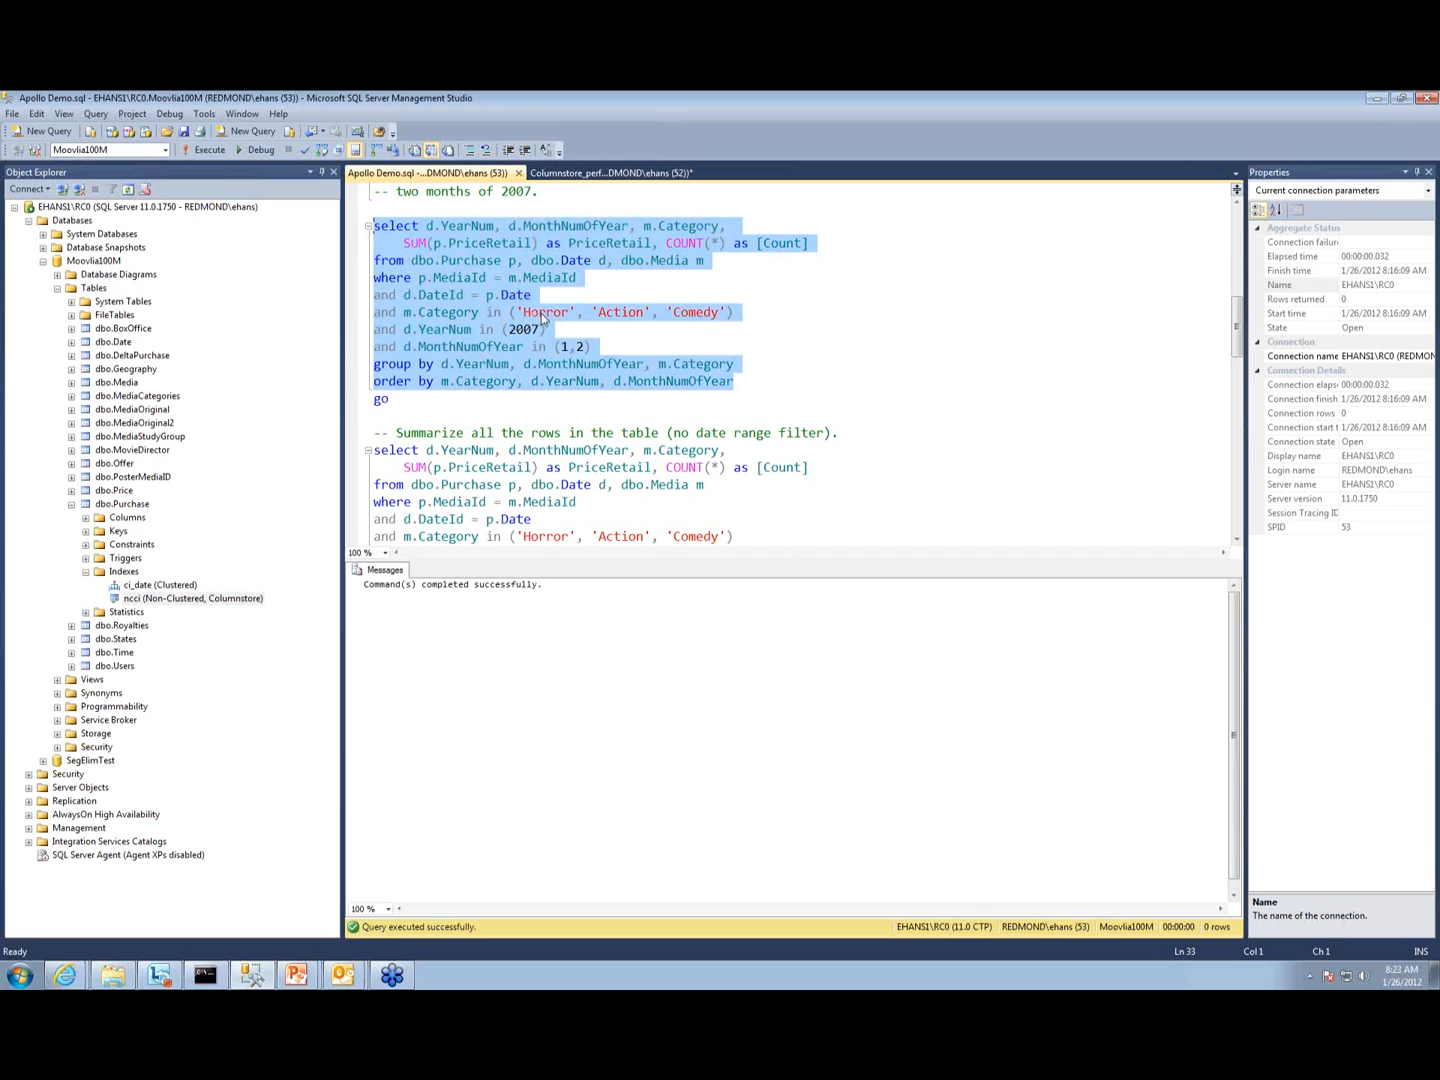 Apollo Demo.sql - EHANS1\RC0.Moovlia100M (REDMOND\ehans (53)) - Microsoft SQL Server Management Studio
File Edit View Query Project Debug Tools Window Help
New Query New Query
Moovlia100M Execute Debug
Object Explorer
Connect
EHANS1\RC0 (SQL Server 11.0.1750 - REDMOND\ehans)
Databases
System Databases
Database Snapshots
Moovlia100M
Database Diagrams
Tables
System Tables
FileTables
dbo.BoxOffice
dbo.Date
dbo.DeltaPurchase
dbo.Geography
dbo.Media
dbo.MediaCategories
dbo.MediaOriginal
dbo.MediaOriginal2
dbo.MediaStudyGroup
dbo.MovieDirector
dbo.Offer
dbo.PosterMediaID
dbo.Price
dbo.Purchase
Columns
Keys
Constraints
Triggers
Indexes
ci_date (Clustered)
ncci (Non-Clustered, Columnstore)
Statistics
dbo.Royalties
dbo.States
dbo.Time
dbo.Users
Views
Synonyms
Programmability
Service Broker
Storage
Security
SegElimTest
Security
Server Objects
Replication
AlwaysOn High Availability
Management
Integration Services Catalogs
SQL Server Agent (Agent XPs disabled)
Apollo Demo.sql -...DMOND\ehans (53)) Columnstore_perf...DMOND\ehans (52))*
-- two months of 2007.
select d.YearNum, d.MonthNumOfYear, m.Category,
SUM(p.PriceRetail) as PriceRetail, COUNT(*) as [Count]
from dbo.Purchase p, dbo.Date d, dbo.Media m
where p.MediaId = m.MediaId
and d.DateId = p.Date
and m.Category in ('Horror', 'Action', 'Comedy')
and d.YearNum in (2007)
and d.MonthNumOfYear in (1,2)
group by d.YearNum, d.MonthNumOfYear, m.Category
order by m.Category, d.YearNum, d.MonthNumOfYear
go
-- Summarize all the rows in the table (no date range filter).
select d.YearNum, d.MonthNumOfYear, m.Category,
SUM(p.PriceRetail) as PriceRetail, COUNT(*) as [Count]
from dbo.Purchase p, dbo.Date d, dbo.Media m
where p.MediaId = m.MediaId
and d.DateId = p.Date
and m.Category in ('Horror', 'Action', 'Comedy')
100 %
Messages
Command(s) completed successfully.
100 %
Query executed successfully. EHANS1\RC0 (11.0 CTP) REDMOND\ehans (53) Moovlia100M 00:00:00 0 rows
Properties
Current connection parameters
Aggregate Status
Connection failur
Elapsed time 00:00:00.032
Finish time 1/26/2012 8:16:09 AM
Name EHANS1\RC0
Rows returned 0
Start time 1/26/2012 8:16:09 AM
State Open
Connection
Connection name EHANS1\RC0 (REDMON
Connection Details
Connection elaps 00:00:00.032
Connection finish 1/26/2012 8:16:09 AM
Connection rows 0
Connection start t 1/26/2012 8:16:09 AM
Connection state Open
Display name EHANS1\RC0
Login name REDMOND\ehans
Server name EHANS1\RC0
Server version 11.0.1750
Session Tracing ID
SPID 53
Name
The name of the connection.
Ready Ln 33 Col 1 Ch 1 INS
8:23 AM
1/26/2012